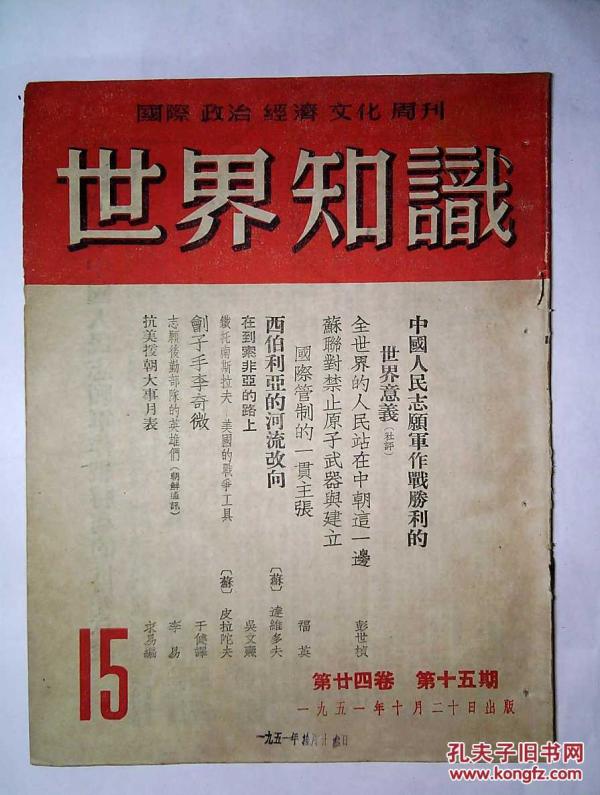 國際 政治 經濟 文化 周刊
世界知識
中國人民志願軍作戰勝利的
世界意義(社評)
全世界的人民站在中朝這一邊 彭世楨
蘇聯對禁止原子武器與建立
國際管制的一貫主張 福英
西伯利亞的河流改向 〔蘇〕達維多夫
在到索非亞的路上 吳文燾
鐵托南斯拉夫—美國的戰爭工具 〔蘇〕皮拉陀夫
劊子手李奇微 于健譯
志願後勤部隊的英雄們(朝鮮通訊) 李易
抗美援朝大事月表 求易編
15
第廿四卷 第十五期
一九五一年十月二十日出版
一九五一年
孔夫子旧书网
www.kongfz.com